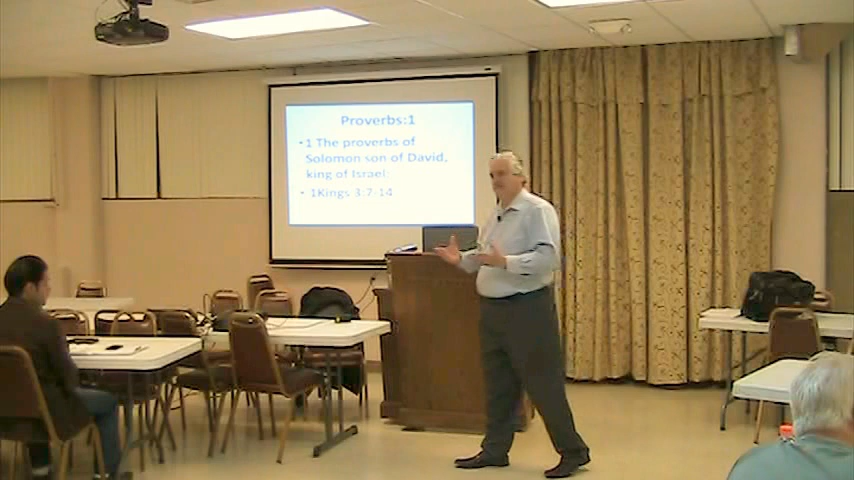 Proverbs:1
• 1 The proverbs of
Solomon son of David,
king of Israel:
• 1Kings 3:7-14